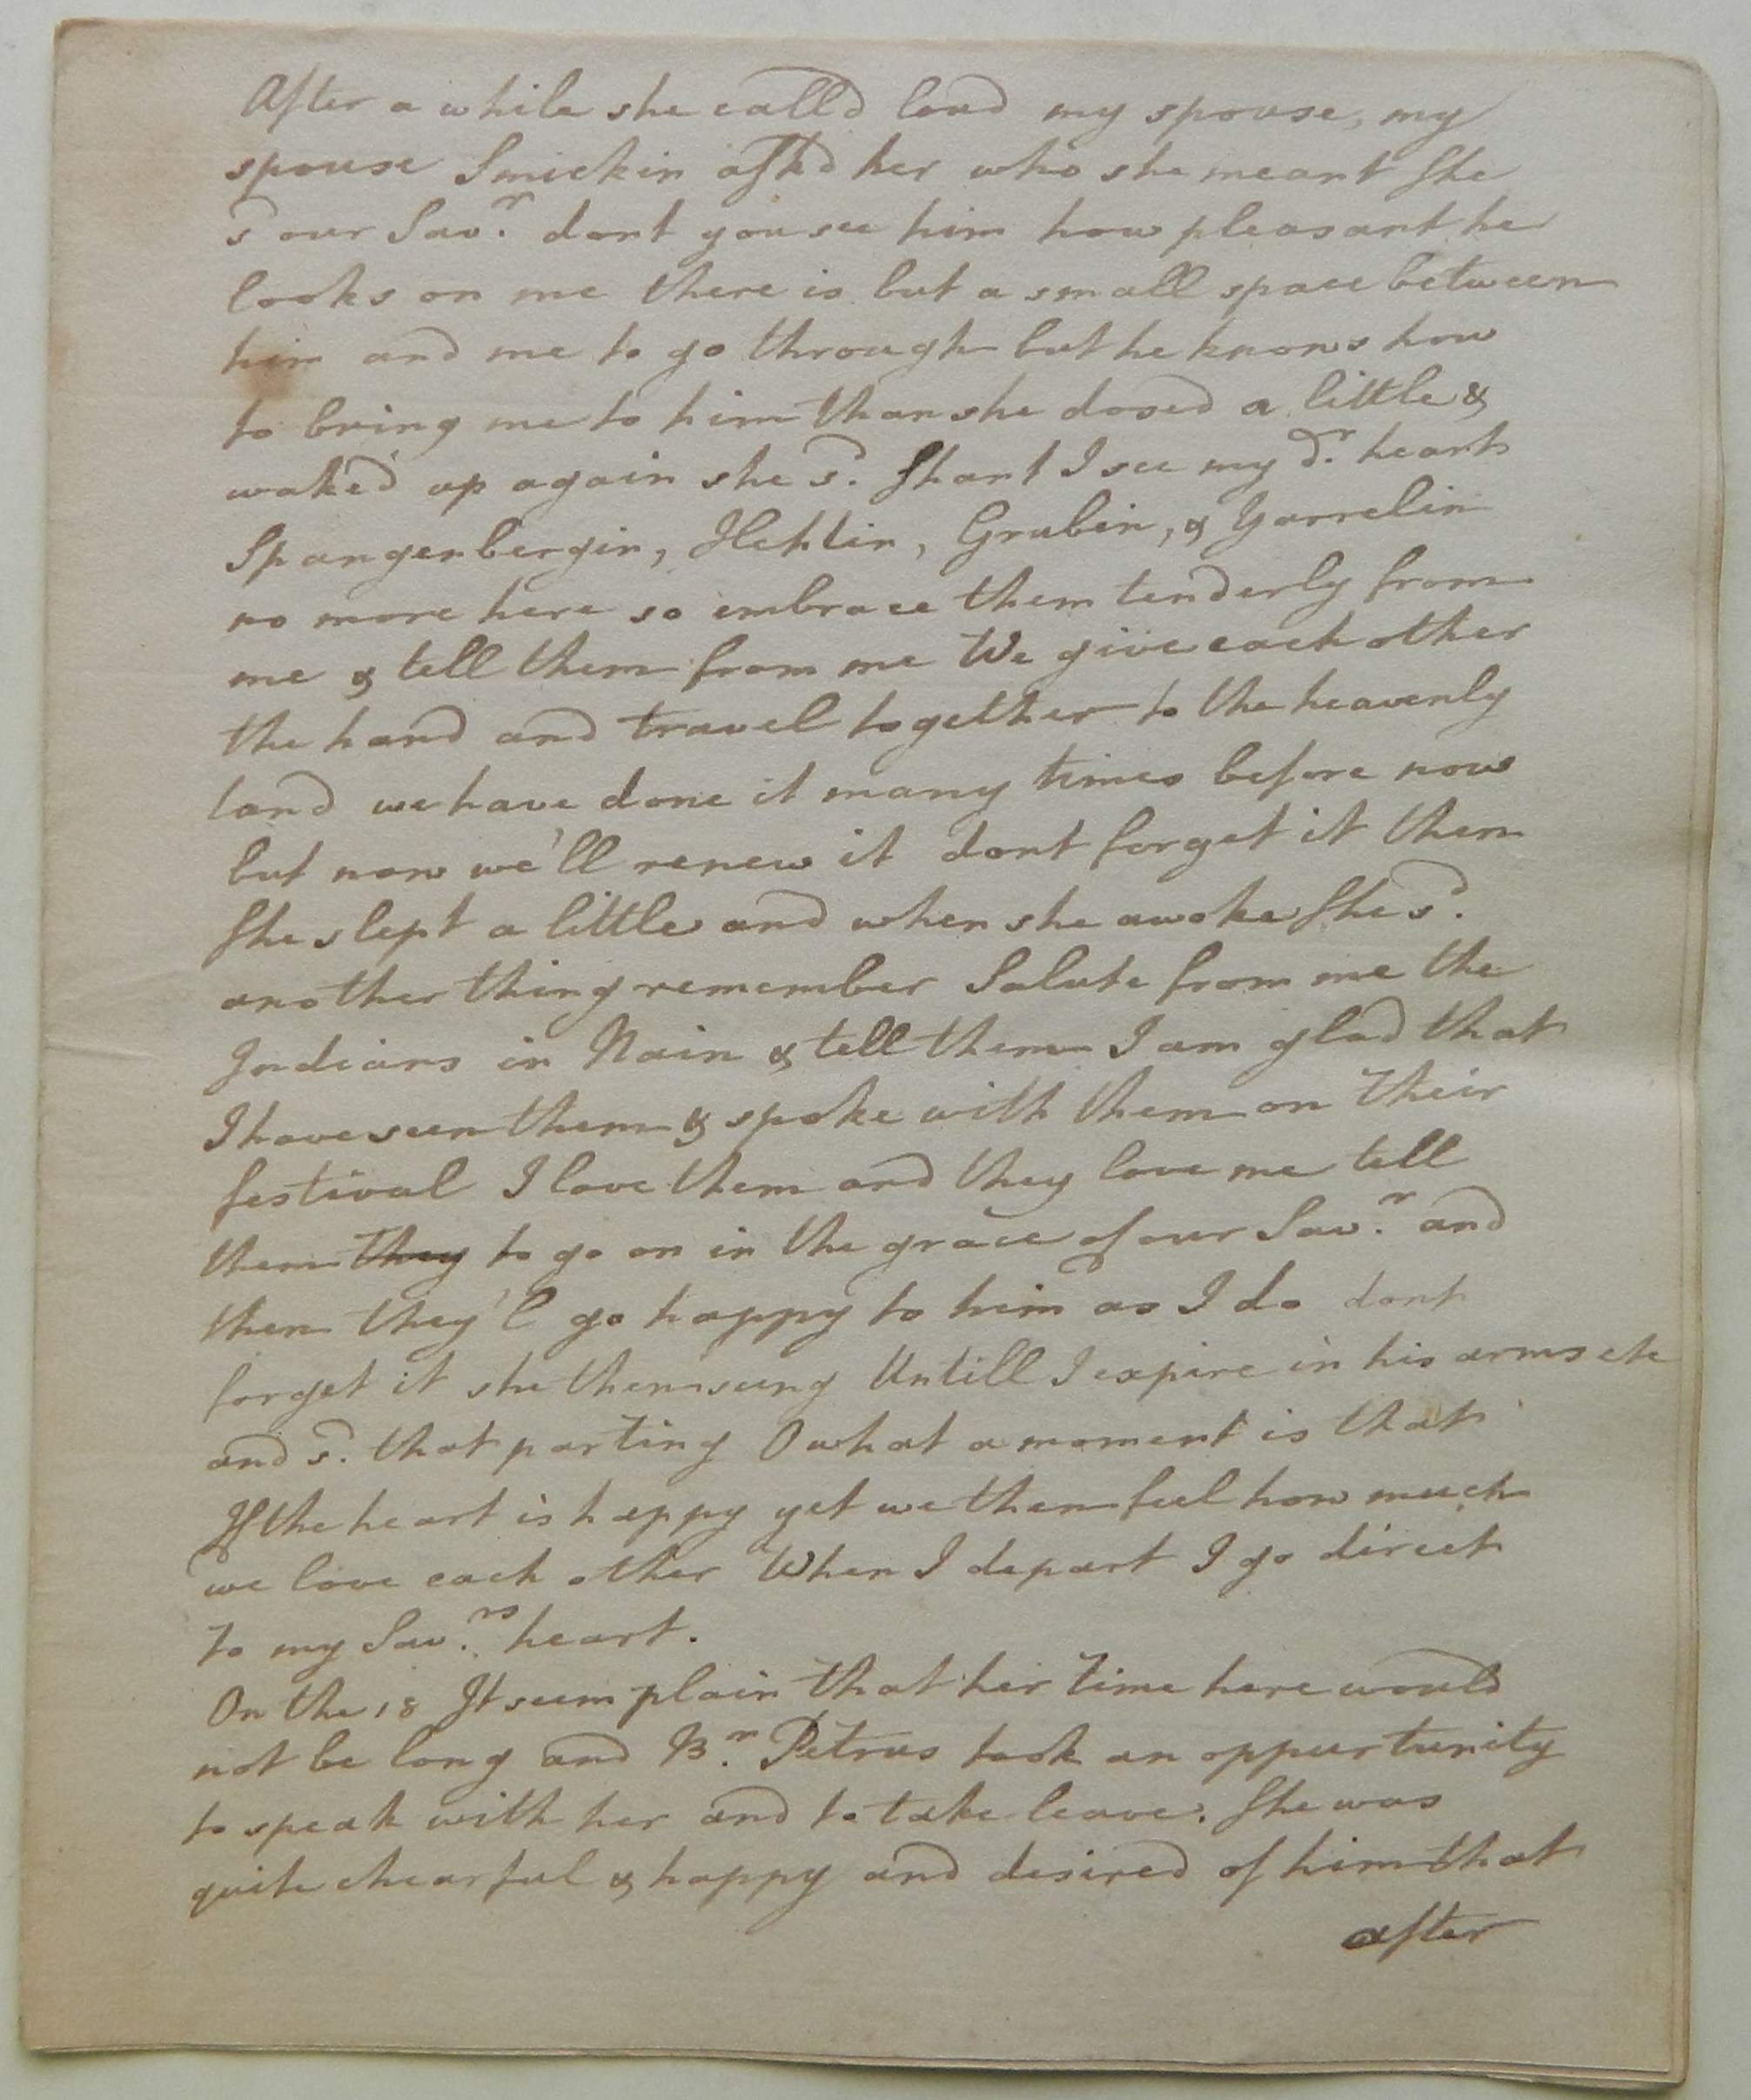 After a while she calld loud my spouse, my
spouse Smickin askd her who she meant She
sd our Sav.r dont you see him how pleasant he
looks on me there is but a small space between
him and me to go through but he knows how
to bring me to him than she dosed a little &
waked up again she sd. Shant I see my dr. heart
Spangenbergin, Hehlin, Grubin, & Yarrelin
no more here so embrace them tenderly from
me & tell them from me We give each other
the hand and travel together to the heavenly
land we have done it many times before now
but now we'll renew it dont forget it then
She slept a little and when she awoke She sd.
another thing remember Salute from me the
Indians in Nain & tell them I am glad that
I have seen them & spoke with them on their
festival I love them and they love me tell
them they to go on in the grace of our Sav.r and
then they'l go happy to him as I do dont
forget it she then sung Untill I expire in his arms etc
and sd. that parting O what a moment is that
If the heart is happy yet we then feel how much
we love each other When I depart I go direct
to my Sav.rs heart.
On the 18 It seem plain that her time here would
not be long and B.r Petrus took an oppurtunity
to speak with her and to take leave. She was
quite chearful & happy and desired of him that
after